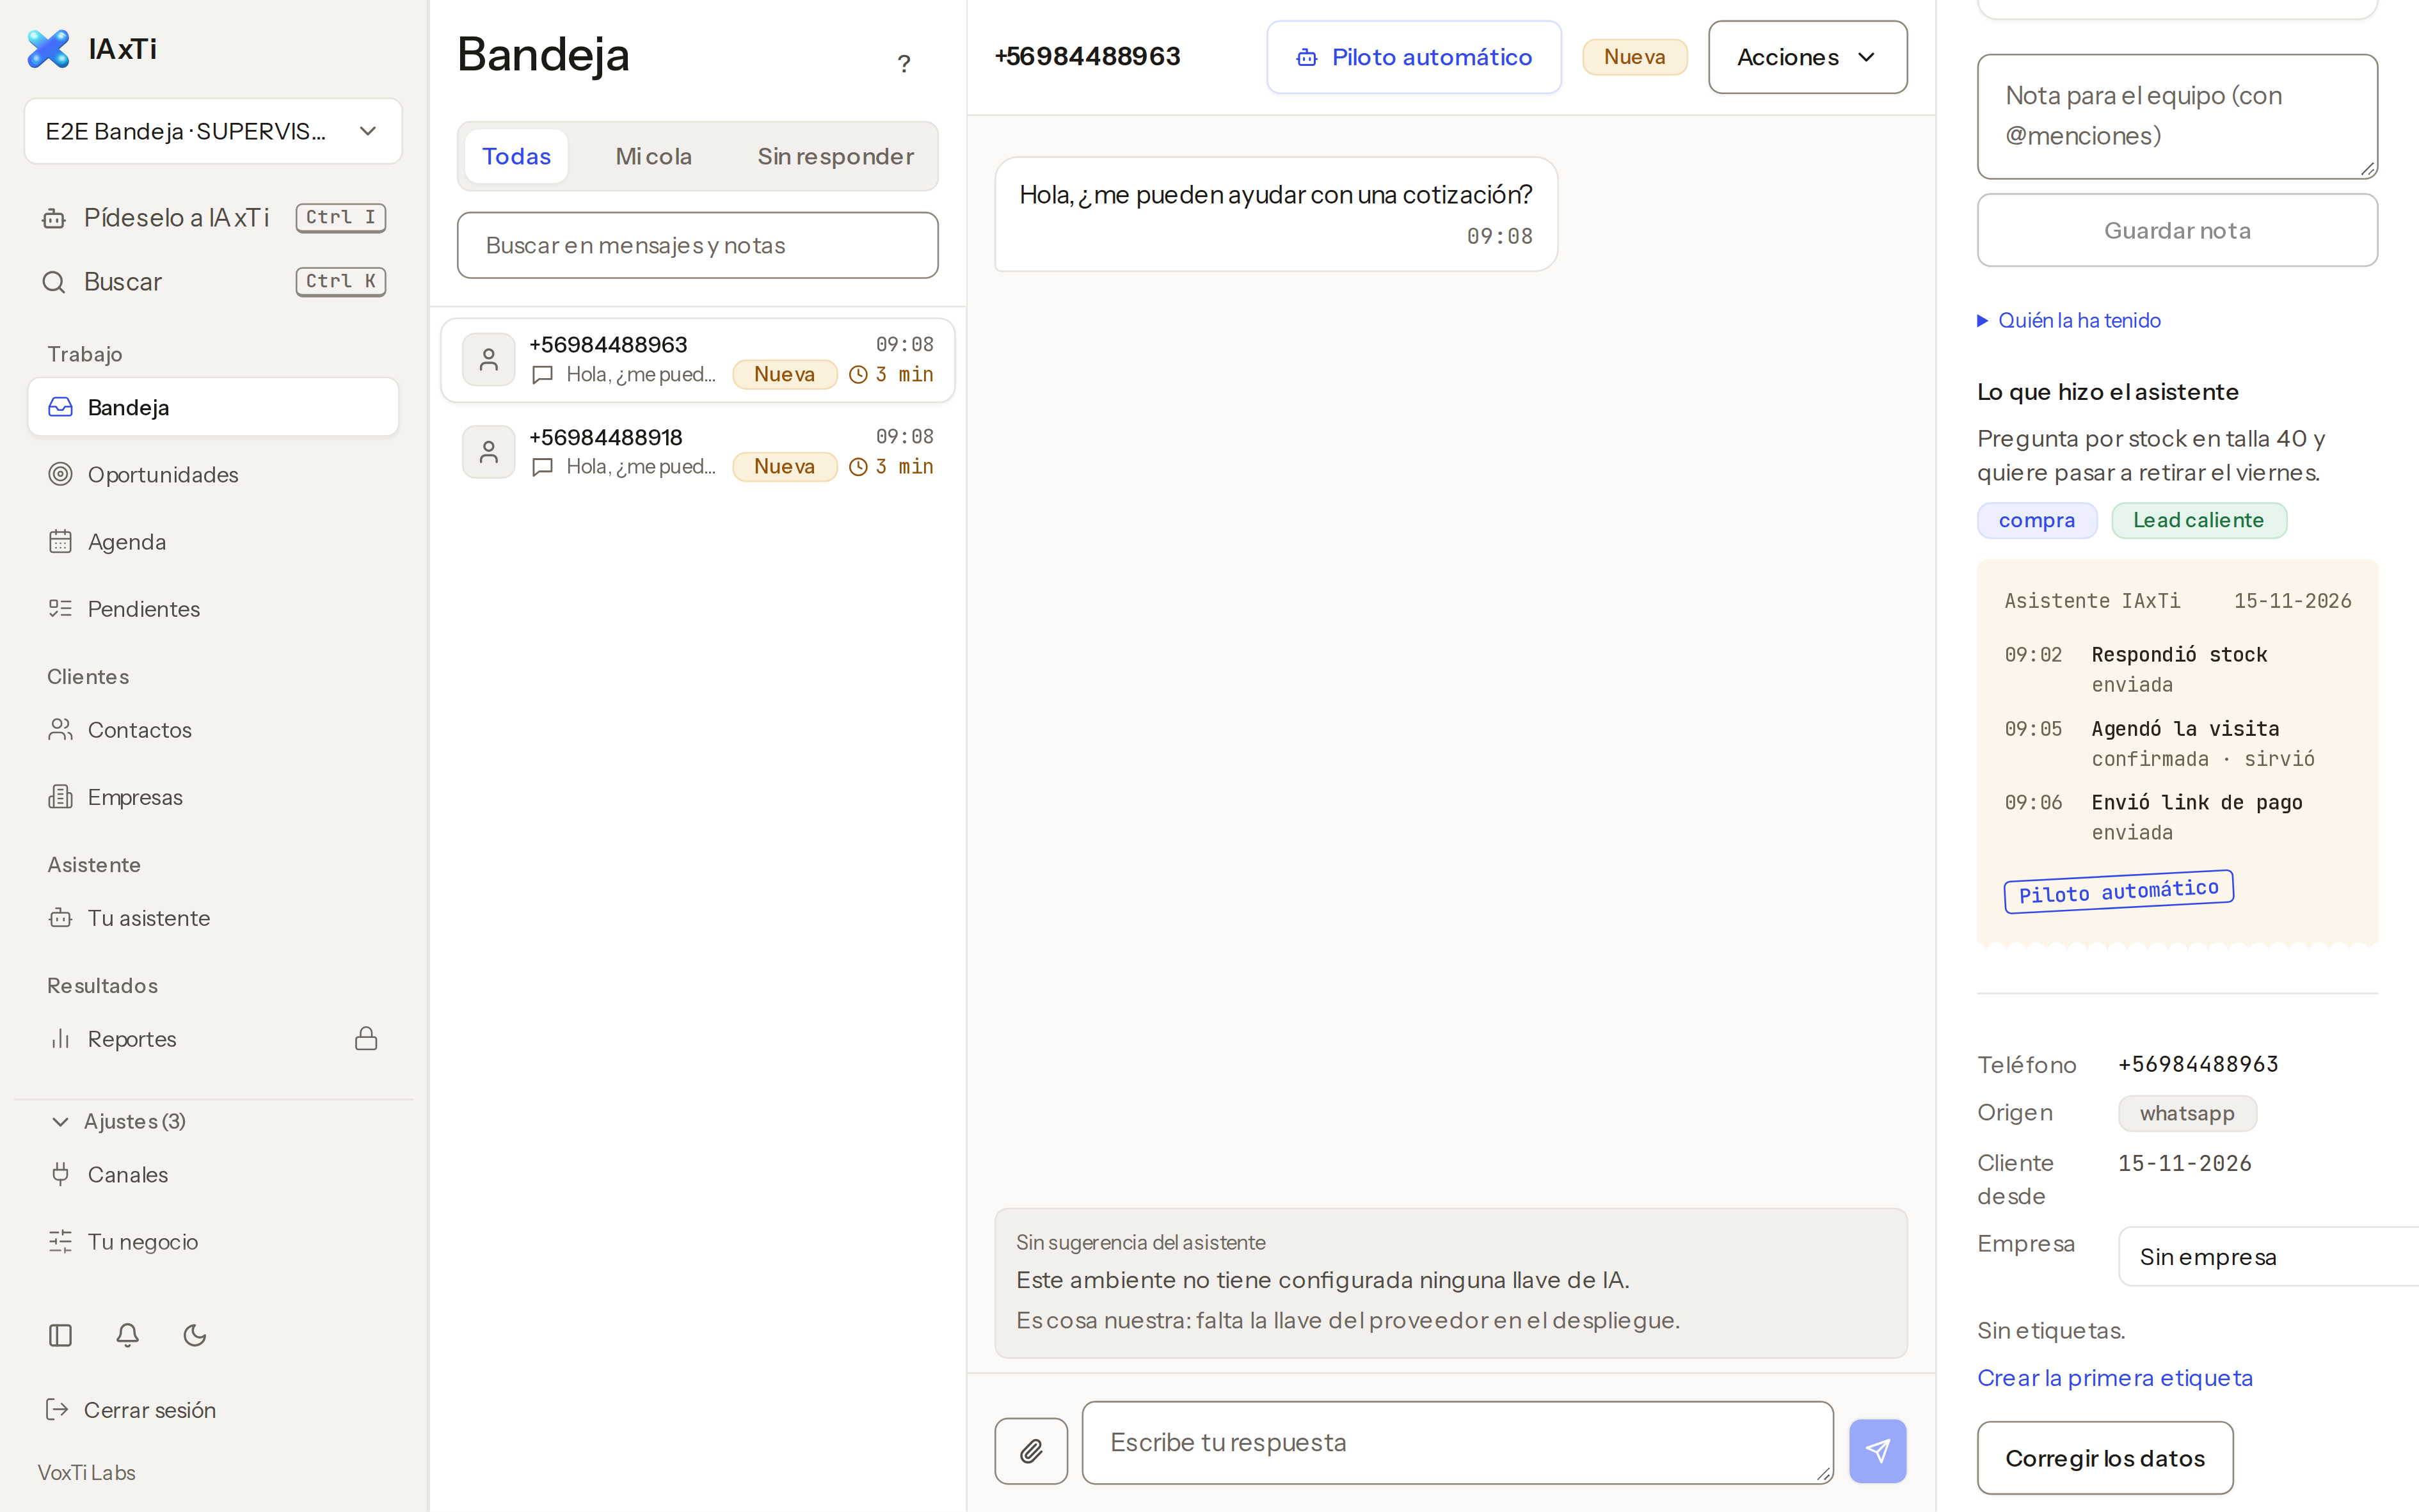 IAxTi
E2E Bandeja · SUPERVIS...
Pídeselo a IAxTi
Ctrl I
Buscar
Ctrl K
Trabajo
Bandeja
Oportunidades
Agenda
Pendientes
Clientes
Contactos
Empresas
Asistente
Tu asistente
Resultados
Reportes
Ajustes (3)
Canales
Tu negocio
Cerrar sesión
VoxTi Labs
Bandeja
?
Todas
Mi cola
Sin responder
Buscar en mensajes y notas
+56984488963
09:08
Hola, ¿me pued...
Nueva
3 min
+56984488918
09:08
Hola, ¿me pued...
Nueva
3 min
+56984488963
Piloto automático
Nueva
Acciones
Hola, ¿me pueden ayudar con una cotización?
09:08
Sin sugerencia del asistente
Este ambiente no tiene configurada ninguna llave de IA.
Es cosa nuestra: falta la llave del proveedor en el despliegue.
Escribe tu respuesta
Nota para el equipo (con
@menciones)
Guardar nota
Quién la ha tenido
Lo que hizo el asistente
Pregunta por stock en talla 40 y
quiere pasar a retirar el viernes.
compra
Lead caliente
Asistente IAxTi
15-11-2026
09:02
Respondió stock
enviada
09:05
Agendó la visita
confirmada · sirvió
09:06
Envió link de pago
enviada
Piloto automático
Teléfono
+56984488963
Origen
whatsapp
Cliente
desde
15-11-2026
Empresa
Sin empresa
Sin etiquetas.
Crear la primera etiqueta
Corregir los datos